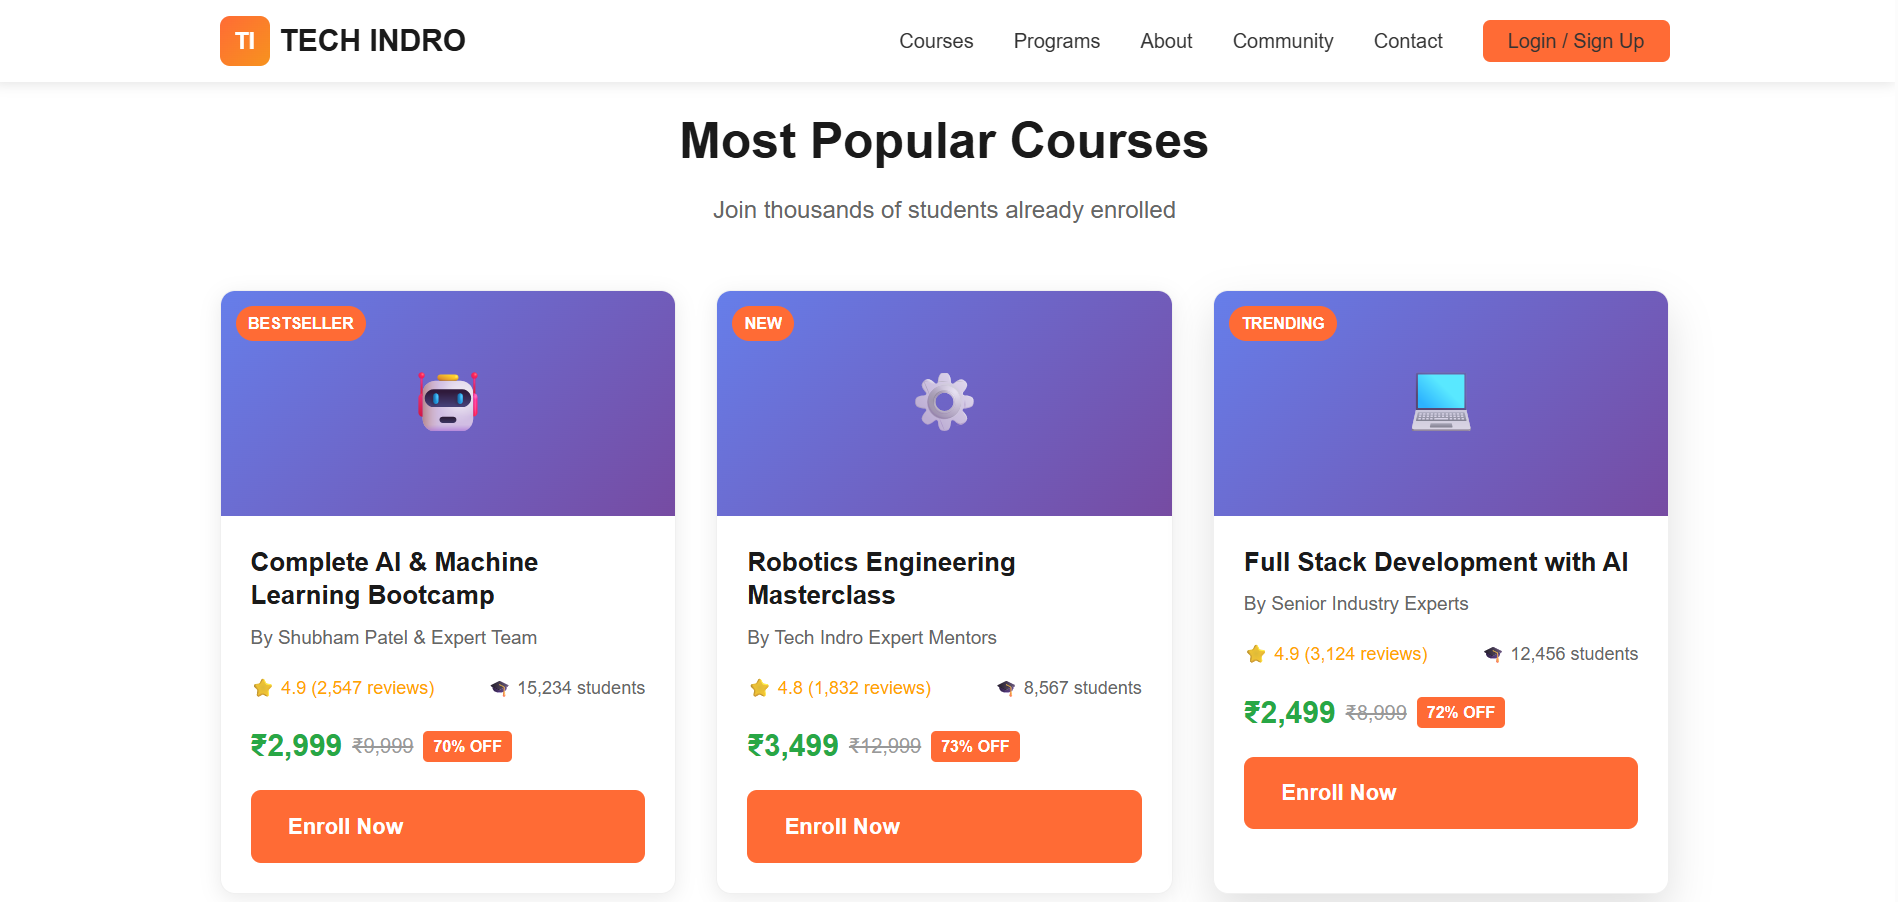 TI TECH INDRO
Courses Programs About Community Contact Login / Sign Up
Most Popular Courses
Join thousands of students already enrolled
BESTSELLER
Complete AI & Machine
Learning Bootcamp
By Shubham Patel & Expert Team
4.9 (2,547 reviews) 15,234 students
₹2,999 ₹9,999 70% OFF
Enroll Now
NEW
Robotics Engineering
Masterclass
By Tech Indro Expert Mentors
4.8 (1,832 reviews) 8,567 students
₹3,499 ₹12,999 73% OFF
Enroll Now
TRENDING
Full Stack Development with AI
By Senior Industry Experts
4.9 (3,124 reviews) 12,456 students
₹2,499 ₹8,999 72% OFF
Enroll Now